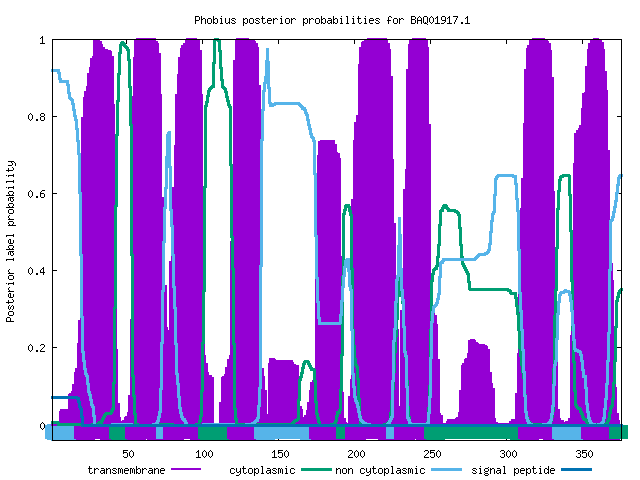 Phobius posterior probabilities for BAQ01917.1
Posterior label probability
1
0.8
0.6
0.4
0.2
0
50
100
150
200
250
300
350
transmembrane
cytoplasmic
non cytoplasmic
signal peptide